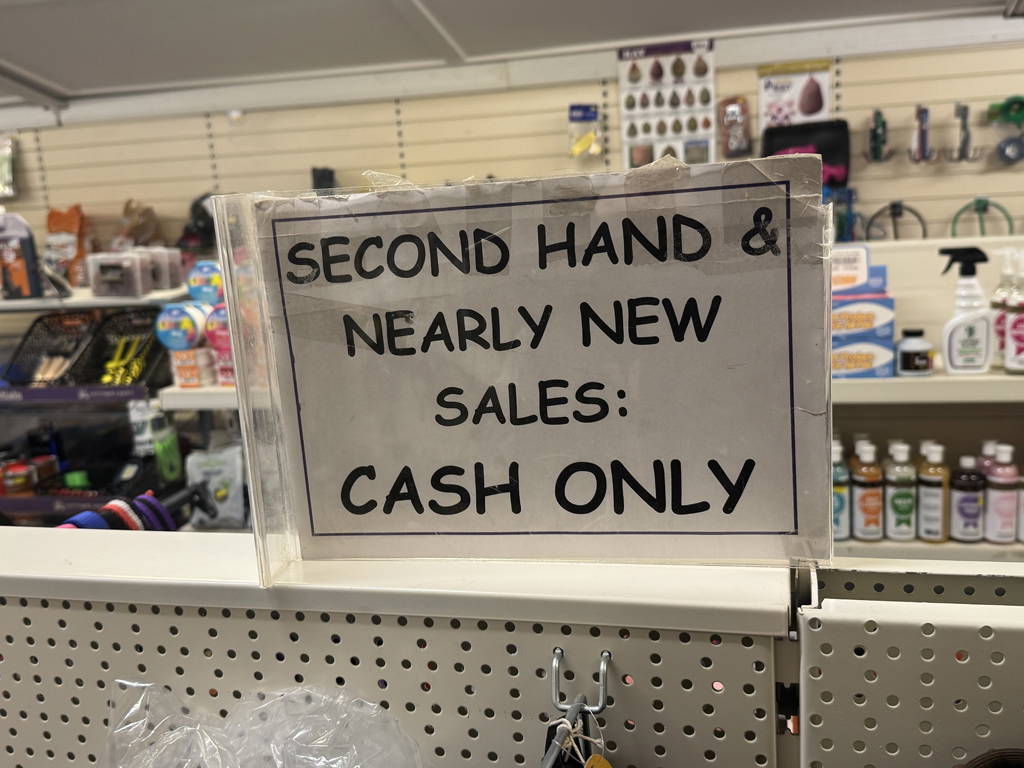 SECOND HAND &
NEARLY NEW
SALES:
CASH ONLY